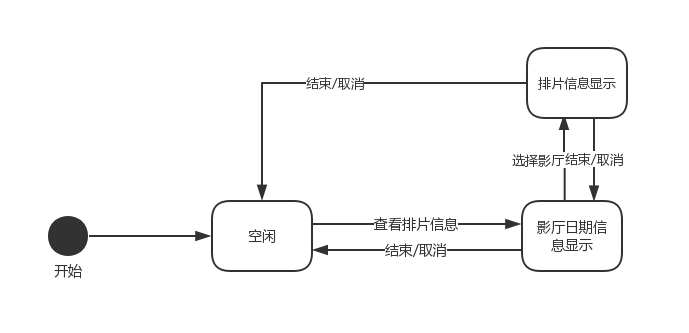 排片信息显示
结束/取消
选择影厅
结束/取消
空闲
查看排片信息
结束/取消
影厅日期信
息显示
开始